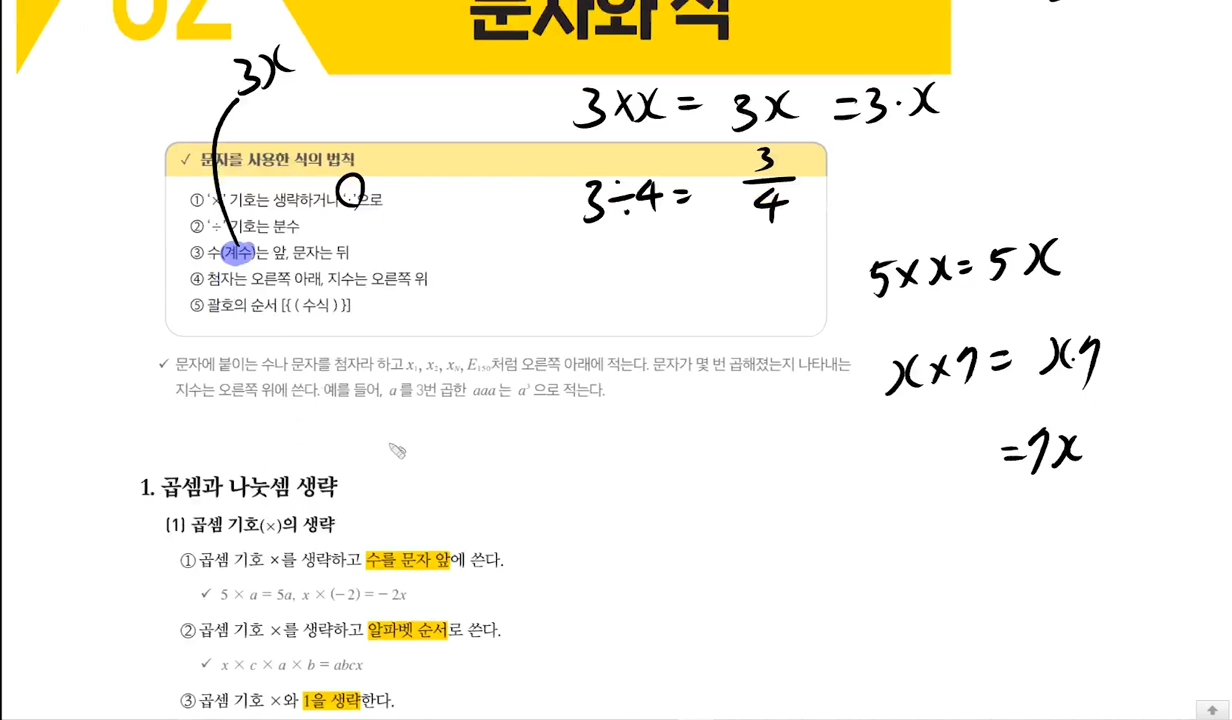 02 문자와 식
3x
3 × x = 3x = 3 · x
3 ÷ 4 = 3/4
5 × x = 5x
x × 7 = x · 7
= 7x
✓ 문자를 사용한 식의 법칙
① ‘×’ 기호는 생략하거나 ‘·’으로
② ‘÷’ 기호는 분수
③ 수(계수)는 앞, 문자는 뒤
④ 첨자는 오른쪽 아래, 지수는 오른쪽 위
⑤ 괄호의 순서 [{ ( 수식 ) }]
✓ 문자에 붙이는 수나 문자를 첨자라 하고 x₁, x₂, x_N, E₁₅₀처럼 오른쪽 아래에 적는다. 문자가 몇 번 곱해졌는지 나타내는
지수는 오른쪽 위에 쓴다. 예를 들어, a 를 3번 곱한 aaa 는 a³ 으로 적는다.
1. 곱셈과 나눗셈 생략
(1) 곱셈 기호(×)의 생략
① 곱셈 기호 ×를 생략하고 수를 문자 앞에 쓴다.
✓ 5 × a = 5a, x × (−2) = − 2x
② 곱셈 기호 ×를 생략하고 알파벳 순서로 쓴다.
✓ x × c × a × b = abcx
③ 곱셈 기호 ×와 1을 생략한다.